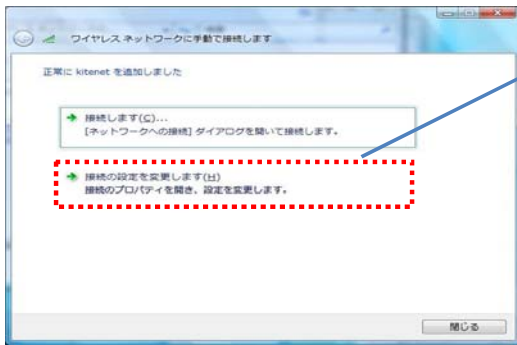 ワイヤレス ネットワークに手動で接続します
正常に kitenet を追加しました
接続します(C)...
[ネットワークへの接続] ダイアログを開いて接続します。
接続の設定を変更します(H)
接続のプロパティを開き、設定を変更します。
閉じる